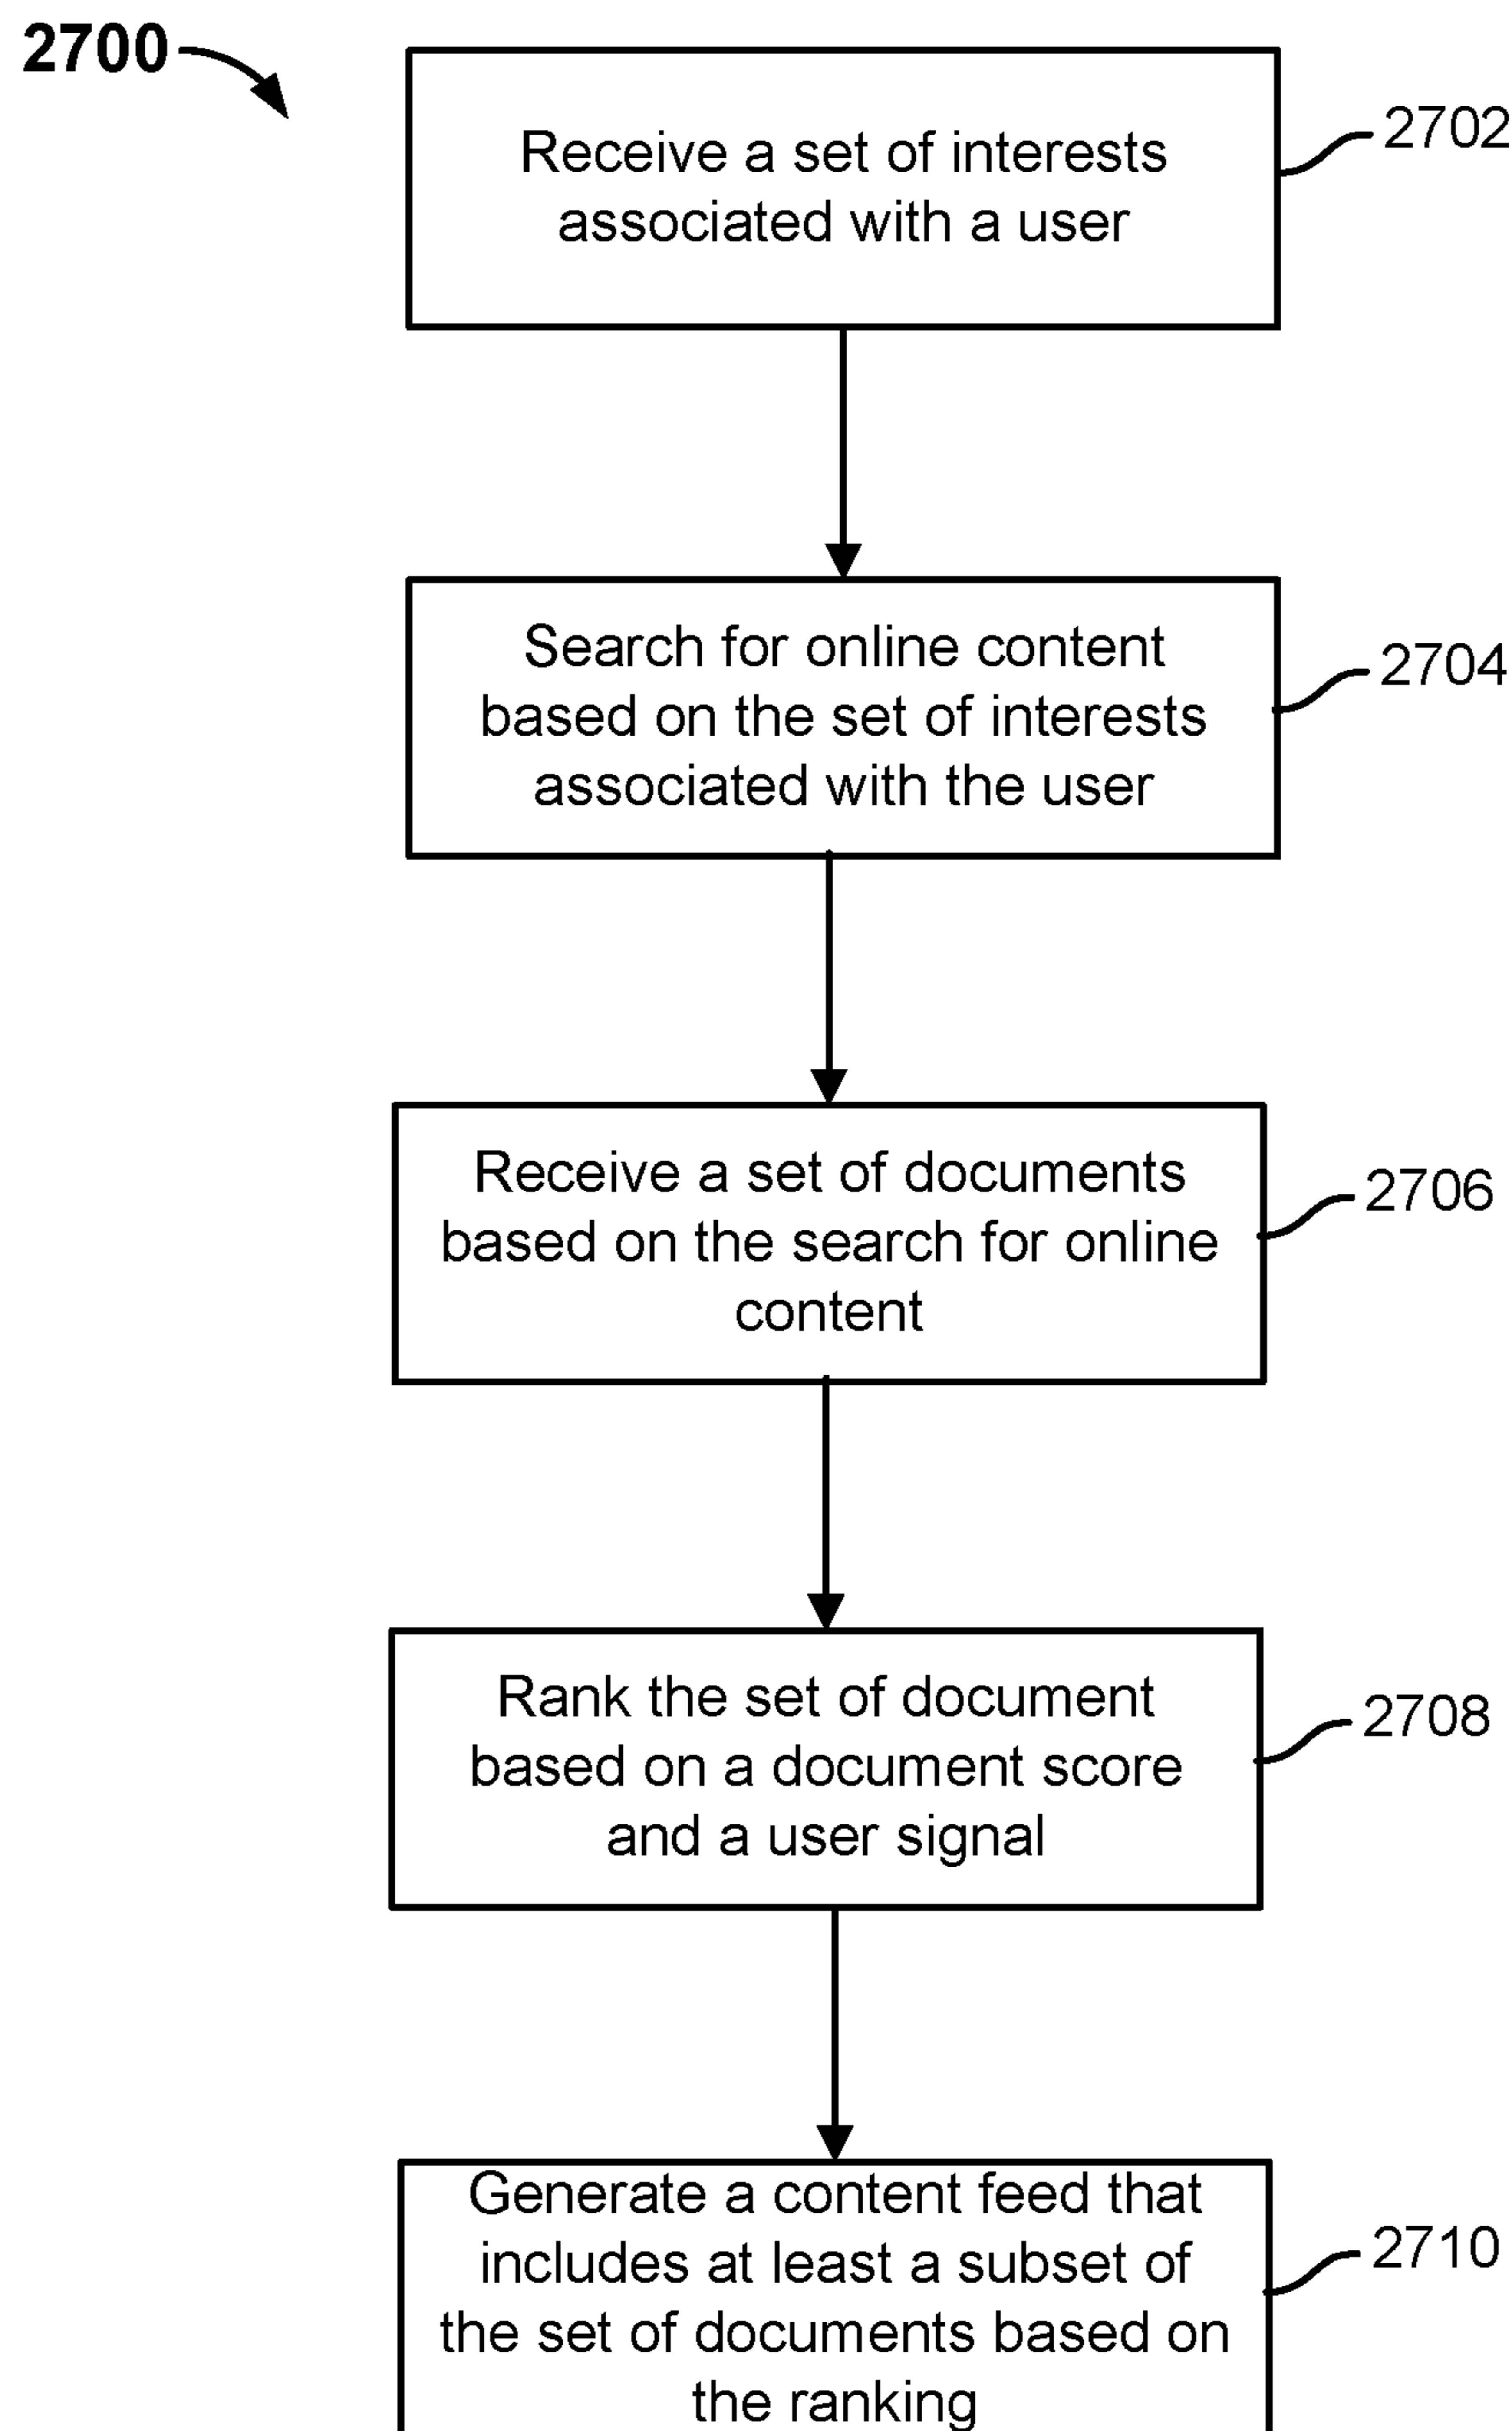 2700
Receive a set of interests
associated with a user
2702
Search for online content
based on the set of interests
associated with the user
2704
Receive a set of documents
based on the search for online
content
2706
Rank the set of document
based on a document score
and a user signal
2708
Generate a content feed that
includes at least a subset of
the set of documents based on
the ranking
2710